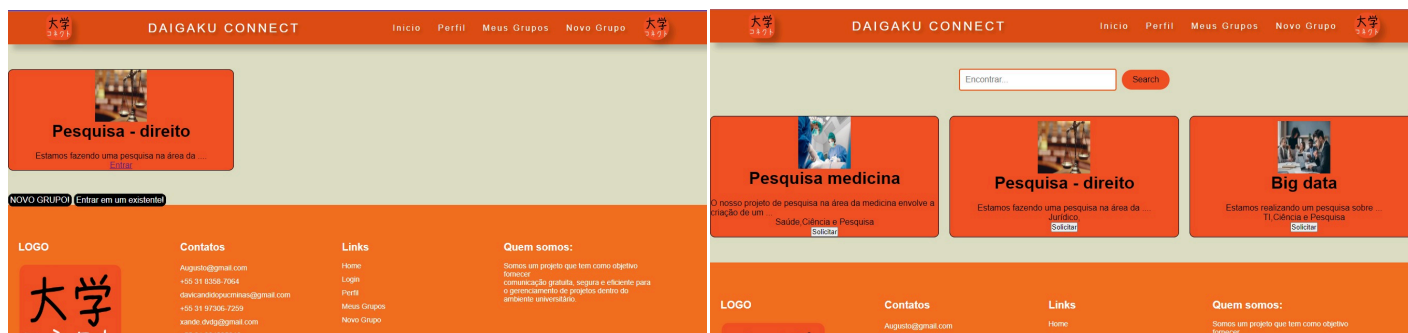 大学
コネクト
DAIGAKU CONNECT
Inicio Perfil Meus Grupos Novo Grupo
大学
コネクト
Pesquisa - direito
Estamos fazendo uma pesquisa na área da ....
Entrar
NOVO GRUPO! Entrar em um existente!
LOGO
大学
Contatos
Augusto@gmail.com
+55 31 8358-7064
davicandidopucminas@gmail.com
+55 31 97306-7259
xande.dvdg@gmail.com
Links
Home
Login
Perfil
Meus Grupos
Novo Grupo
Quem somos:
Somos um projeto que tem como objetivo
fornecer
comunicação gratuita, segura e eficiente para
o gerenciamento de projetos dentro do
ambiente universitário.
大学
コネクト
DAIGAKU CONNECT
Inicio Perfil Meus Grupos Novo Grupo
大学
コネクト
Encontrar...
Search
Pesquisa medicina
O nosso projeto de pesquisa na área da medicina envolve a
criação de um ...
Saúde,Ciência e Pesquisa
Solicitar
Pesquisa - direito
Estamos fazendo uma pesquisa na área da ....
Jurídico,
Solicitar
Big data
Estamos realizando um pesquisa sobre ...
TI,Ciência e Pesquisa
Solicitar
LOGO
Contatos
Augusto@gmail.com
Links
Home
Quem somos:
Somos um projeto que tem como objetivo
fornecer